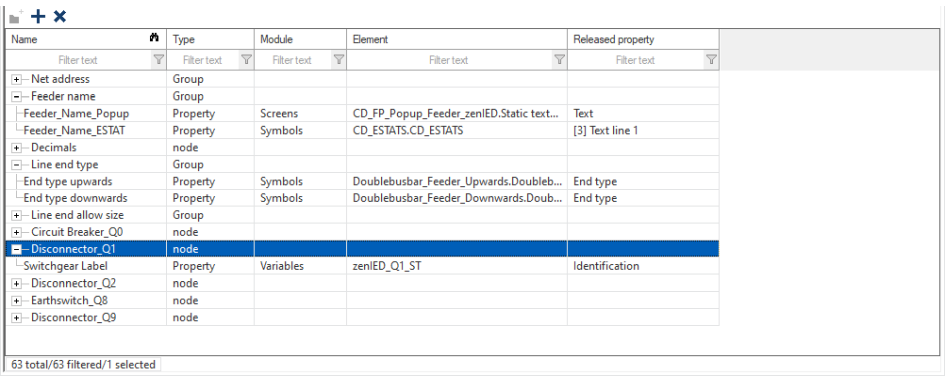 Name Type Module Element Released property
Filter text Filter text Filter text Filter text Filter text
Net address Group
Feeder name Group
Feeder_Name_Popup Property Screens CD_FP_Popup_Feeder_zenIED.Static text... Text
Feeder_Name_ESTAT Property Symbols CD_ESTATS.CD_ESTATS [3] Text line 1
Decimals node
Line end type Group
End type upwards Property Symbols Doublebusbar_Feeder_Upwards.Doubleb... End type
End type downwards Property Symbols Doublebusbar_Feeder_Downwards.Doub... End type
Line end allow size Group
Circuit Breaker_Q0 node
Disconnector_Q1 node
Switchgear Label Property Variables zenIED_Q1_ST Identification
Disconnector_Q2 node
Earthswitch_Q8 node
Disconnector_Q9 node
63 total/63 filtered/1 selected